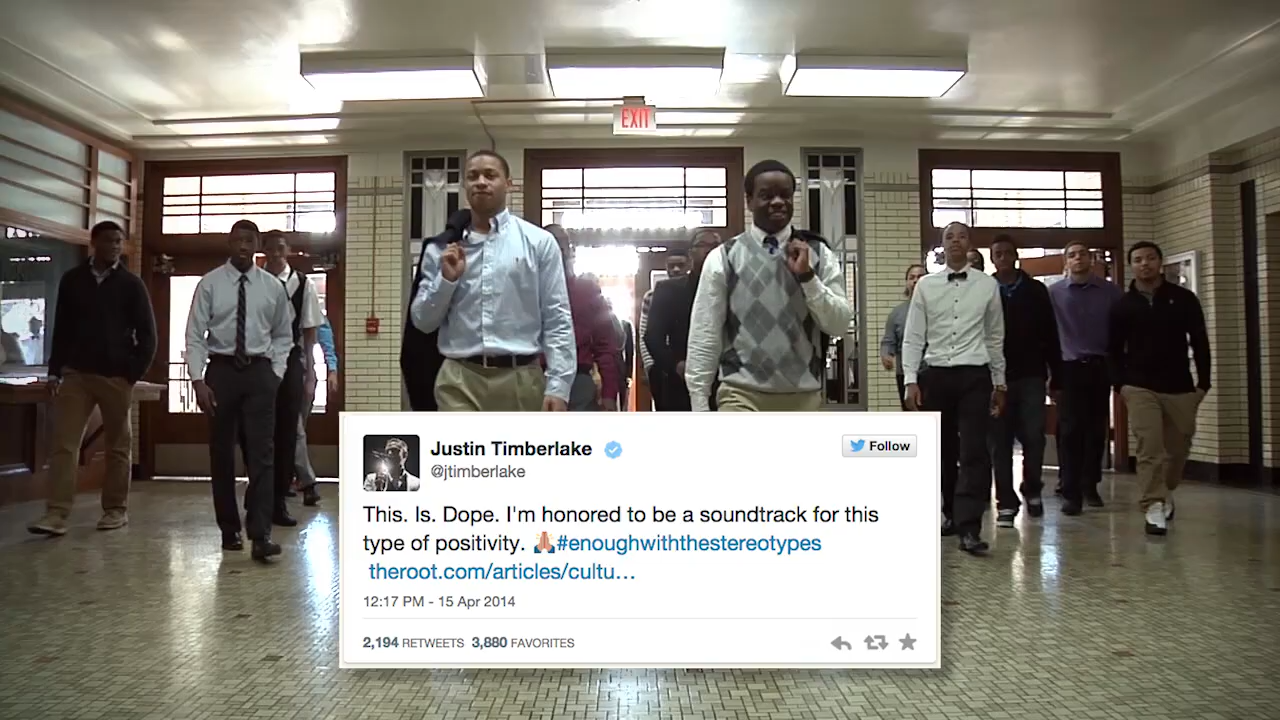 EXIT
Justin Timberlake
@jtimberlake
Follow
This. Is. Dope. I'm honored to be a soundtrack for this
type of positivity. 🙏#enoughwiththestereotypes
theroot.com/articles/cultu…
12:17 PM - 15 Apr 2014
2,194 RETWEETS 3,880 FAVORITES